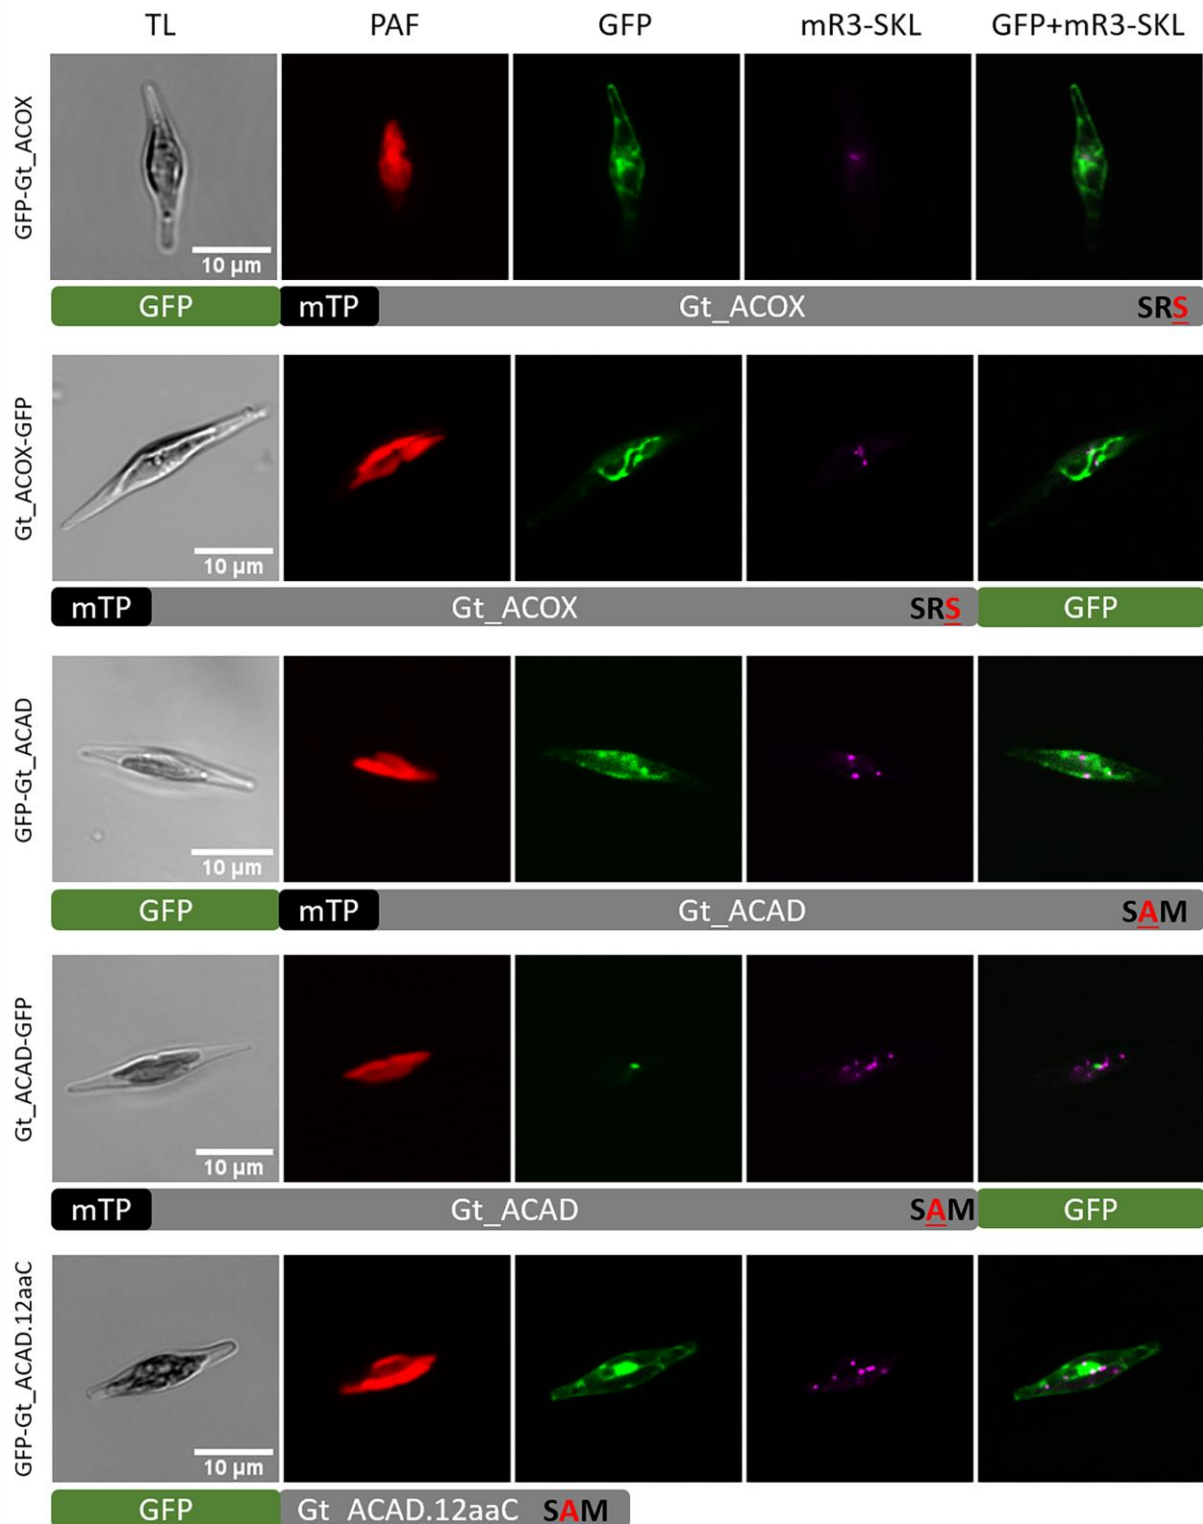 TL PAF GFP mR3-SKL GFP+mR3-SKL
GFP-Gt_ACOX
10 µm
GFP mTP Gt_ACOX SRS
Gt_ACOX-GFP
10 µm
mTP Gt_ACOX SRS GFP
GFP-Gt_ACAD
10 µm
GFP mTP Gt_ACAD SAM
Gt_ACAD-GFP
10 µm
mTP Gt_ACAD SAM GFP
GFP-Gt_ACAD.12aaC
10 µm
GFP Gt_ACAD.12aaC SAM